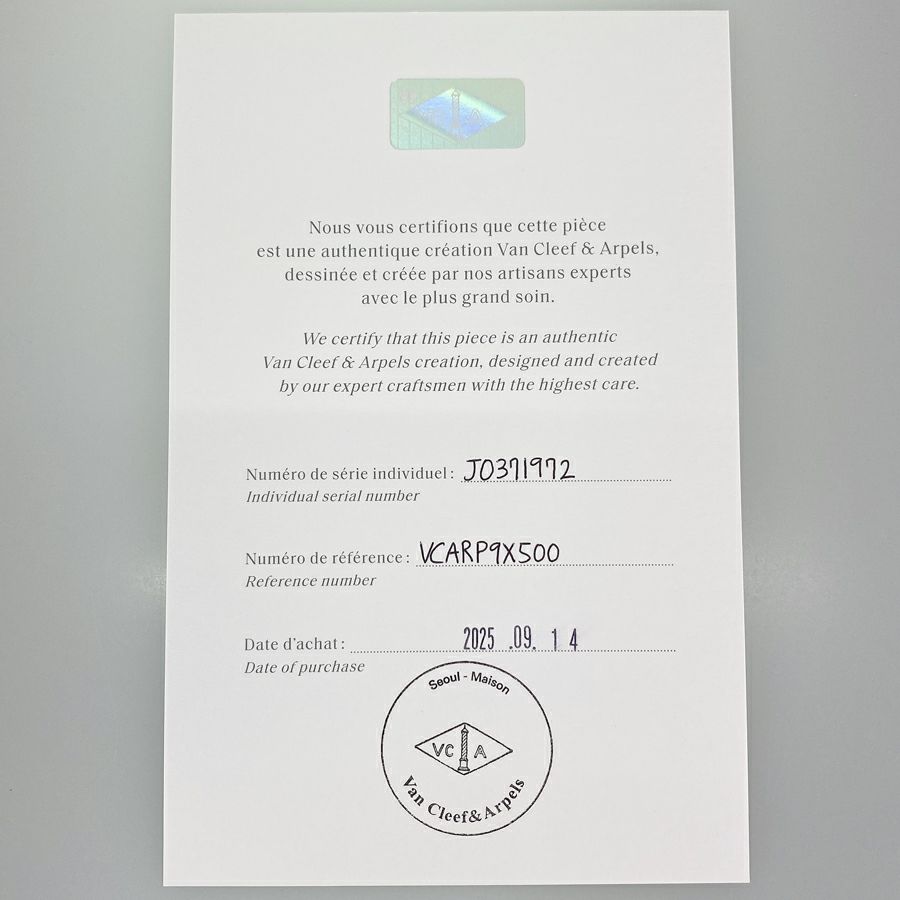 Nous vous certifions que cette pièce
est une authentique création Van Cleef & Arpels,
dessinée et créée par nos artisans experts
avec le plus grand soin.
We certify that this piece is an authentic
Van Cleef & Arpels creation, designed and created
by our expert craftsmen with the highest care.
Numéro de série individuel : JO371972
Individual serial number
Numéro de référence : VCARP9X500
Reference number
Date d'achat : 2025 .09. 14
Date of purchase
Seoul - Maison
VC A
Van Cleef & Arpels